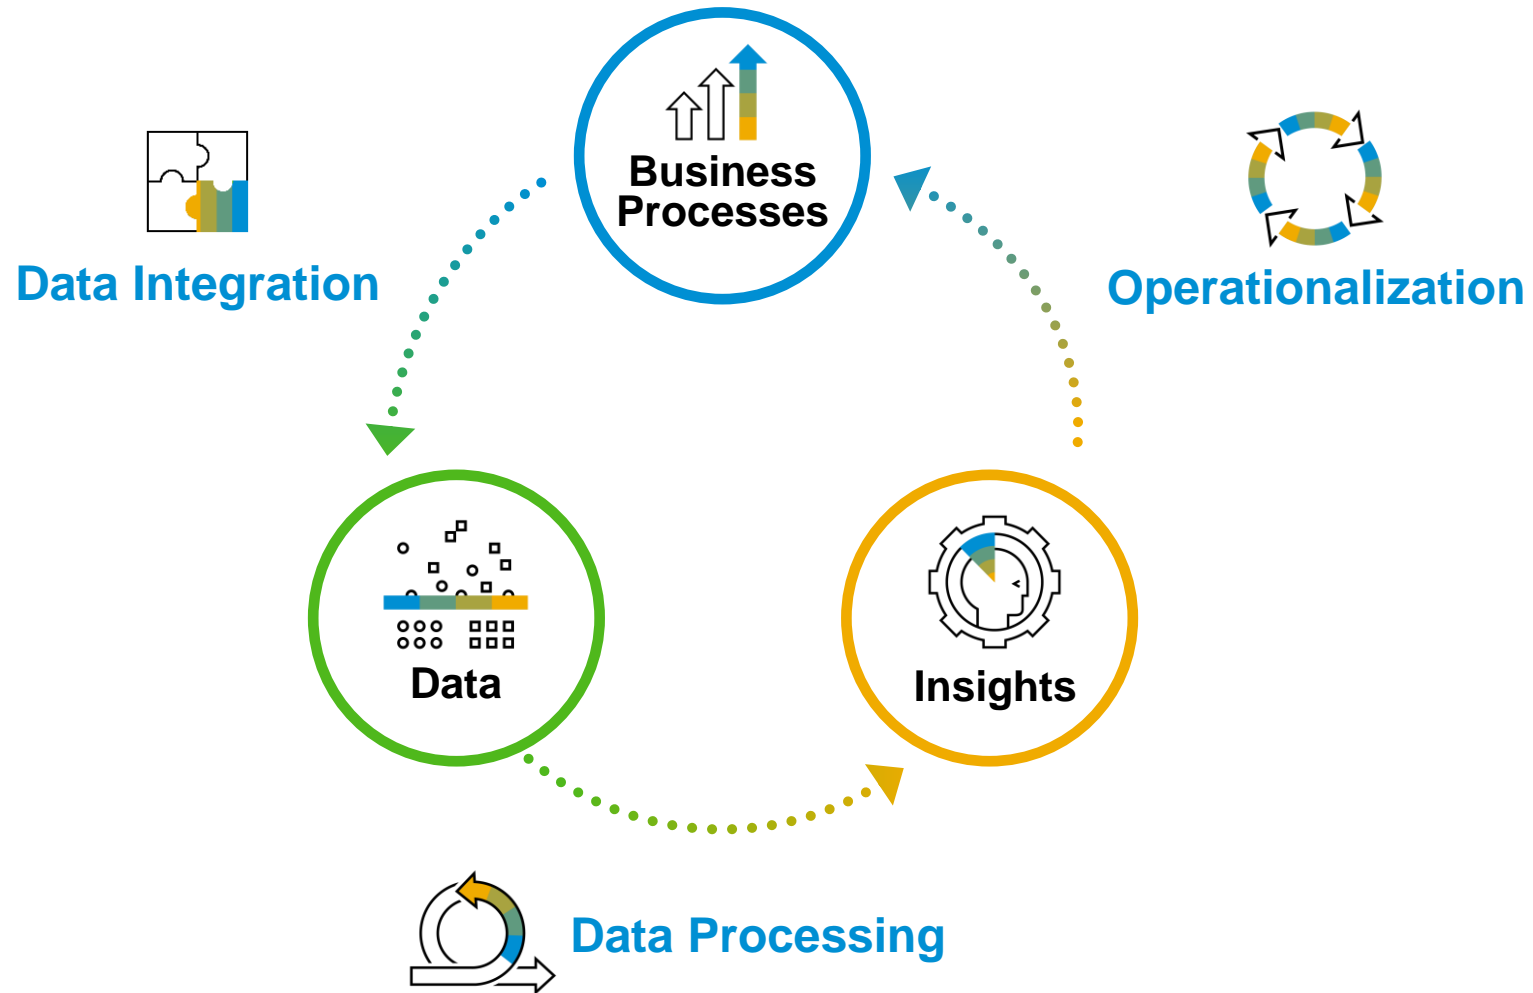 Business
Processes
Data Integration
Operationalization
Data
Insights
Data Processing